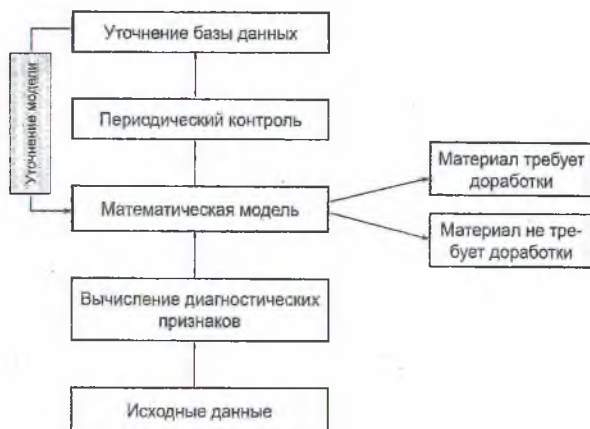 Уточнение базы данных
Уточнение модели
Периодический контроль
Математическая модель
Материал требует
доработки
Материал не тре-
бует доработки
Вычисление диагностических
признаков
Исходные данные